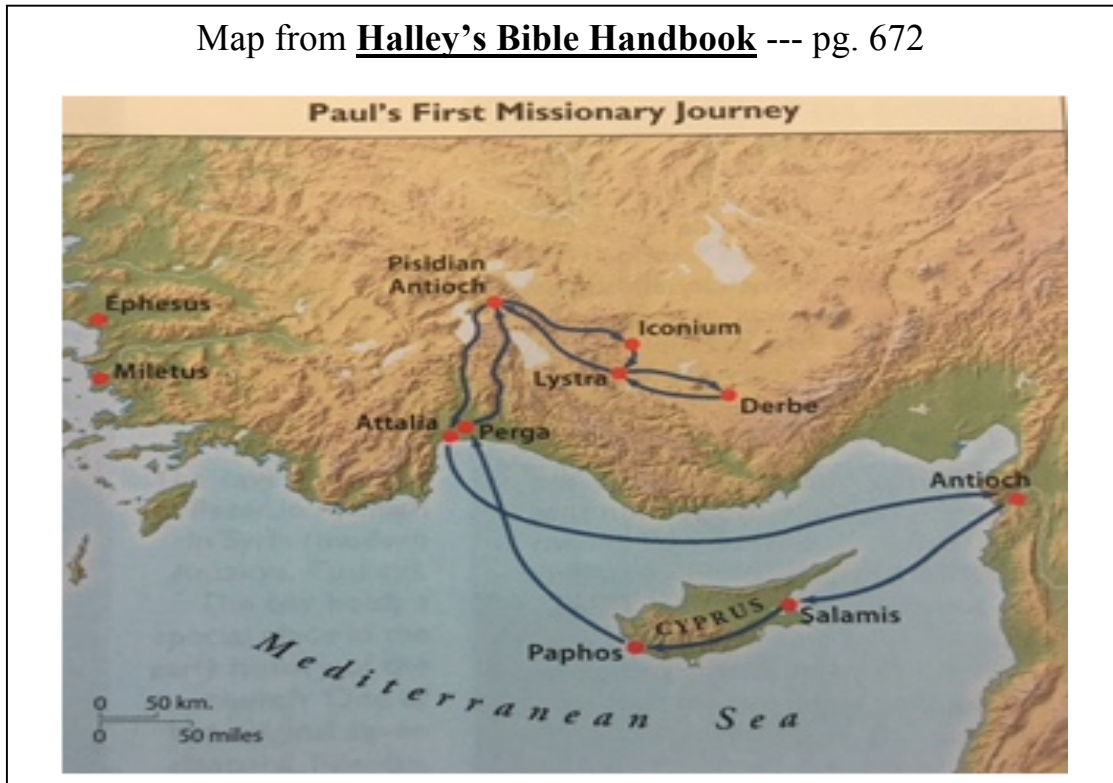 Map from Halley’s Bible Handbook --- pg. 672
Paul's First Missionary Journey
Pisidian
Antioch
Ephesus
Iconium
Miletus
Lystra
Derbe
Attalia
Perga
Antioch
CYPRUS
Salamis
Paphos
Mediterranean Sea
0 50 km.
0 50 miles